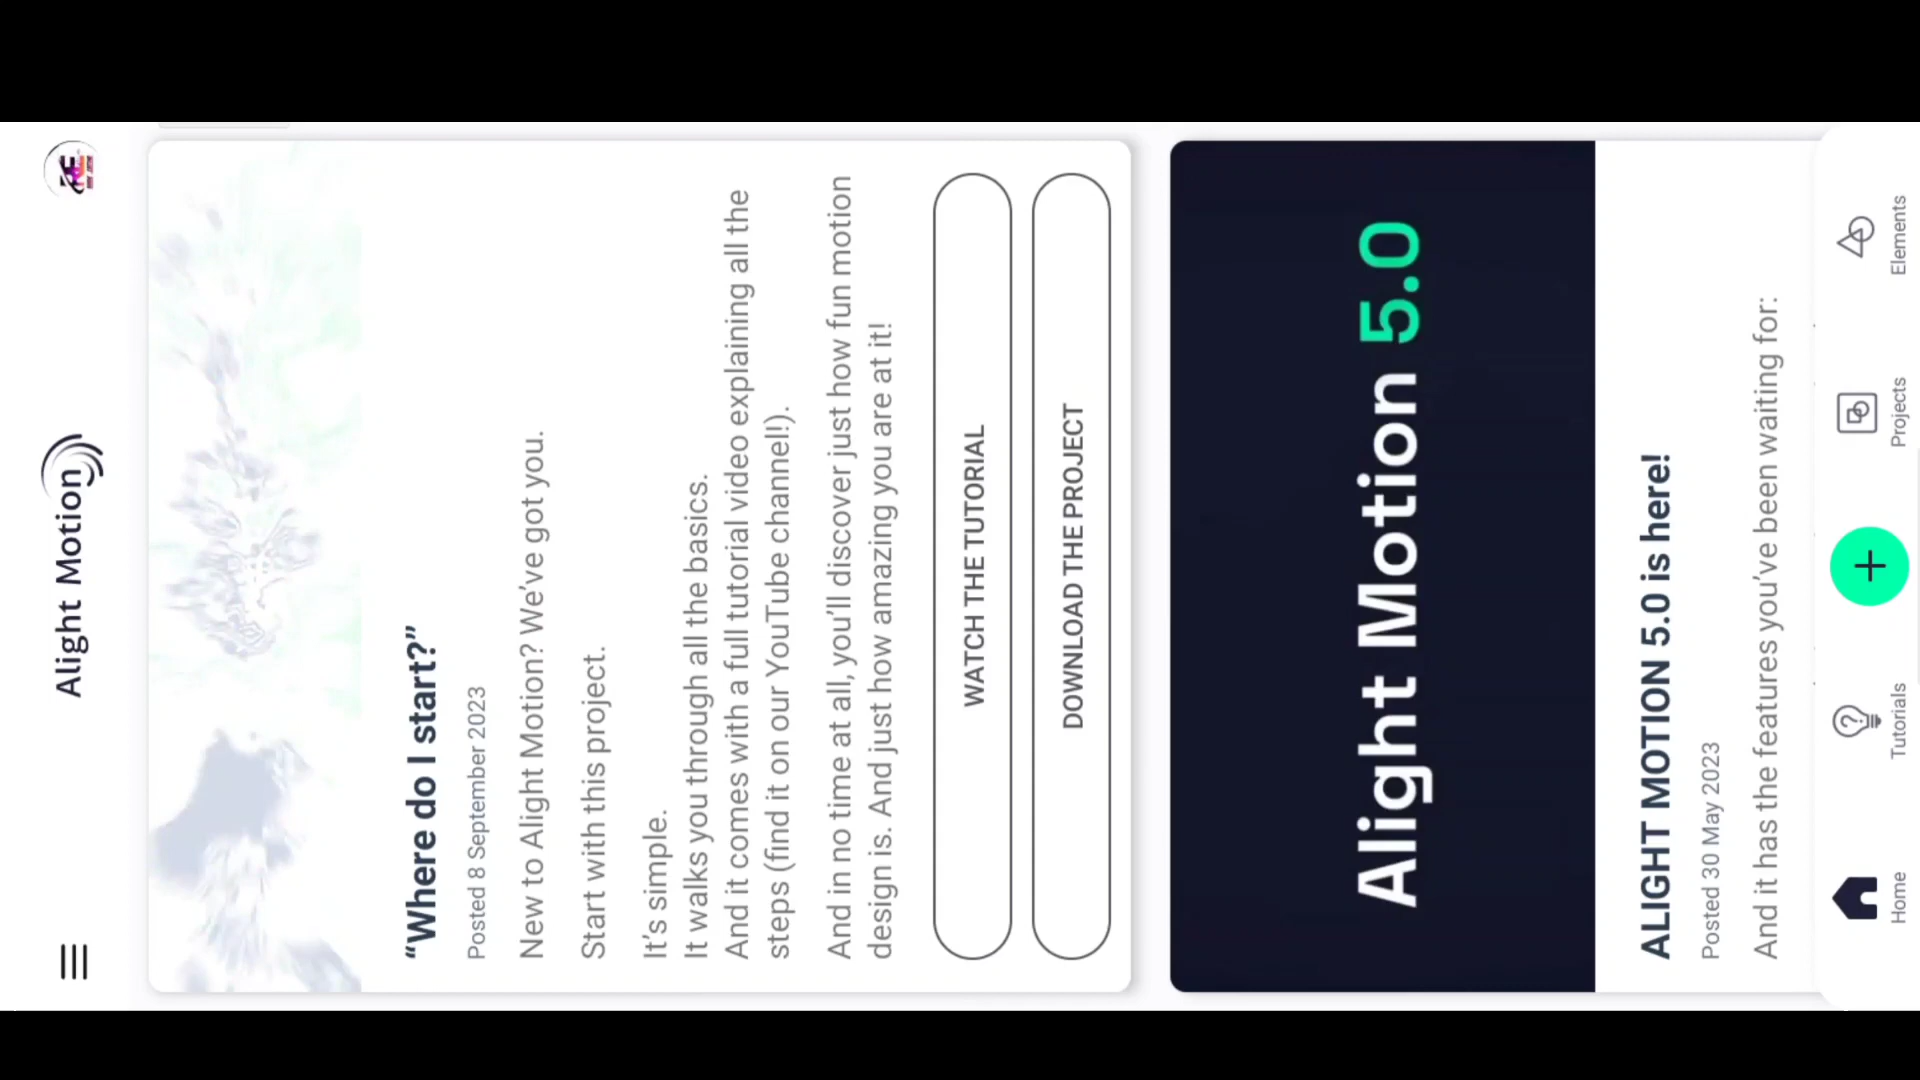 Alight Motion
“Where do I start?”
Posted 8 September 2023
New to Alight Motion? We’ve got you.
Start with this project.
It’s simple.
It walks you through all the basics.
And it comes with a full tutorial video explaining all the
steps (find it on our YouTube channel!).
And in no time at all, you’ll discover just how fun motion
design is. And just how amazing you are at it!
WATCH THE TUTORIAL
DOWNLOAD THE PROJECT
Alight Motion 5.0
ALIGHT MOTION 5.0 is here!
Posted 30 May 2023
And it has the features you’ve been waiting for:
Home
Tutorials
Projects
Elements